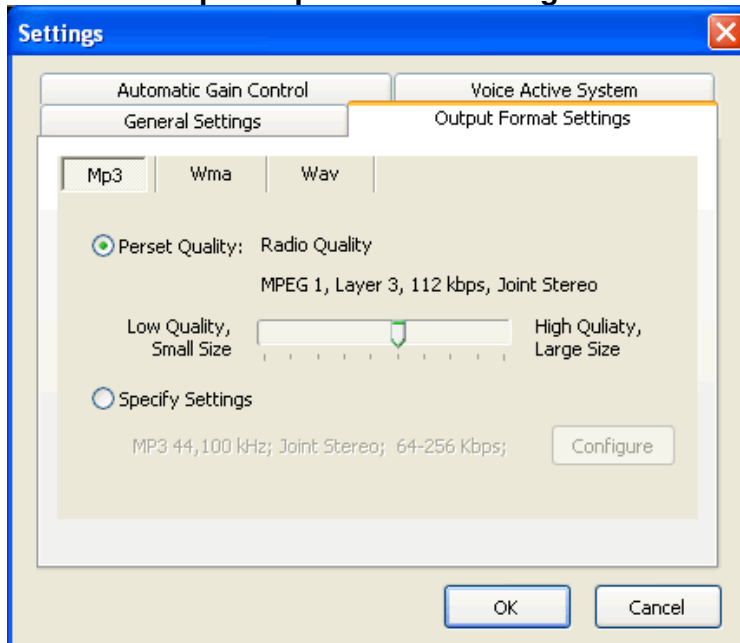 Settings
Automatic Gain Control
Voice Active System
General Settings
Output Format Settings
Mp3
Wma
Wav
Perset Quality: Radio Quality
MPEG 1, Layer 3, 112 kbps, Joint Stereo
Low Quality,
Small Size
High Quliaty,
Large Size
Specify Settings
MP3 44,100 kHz; Joint Stereo; 64-256 Kbps;
Configure
OK
Cancel